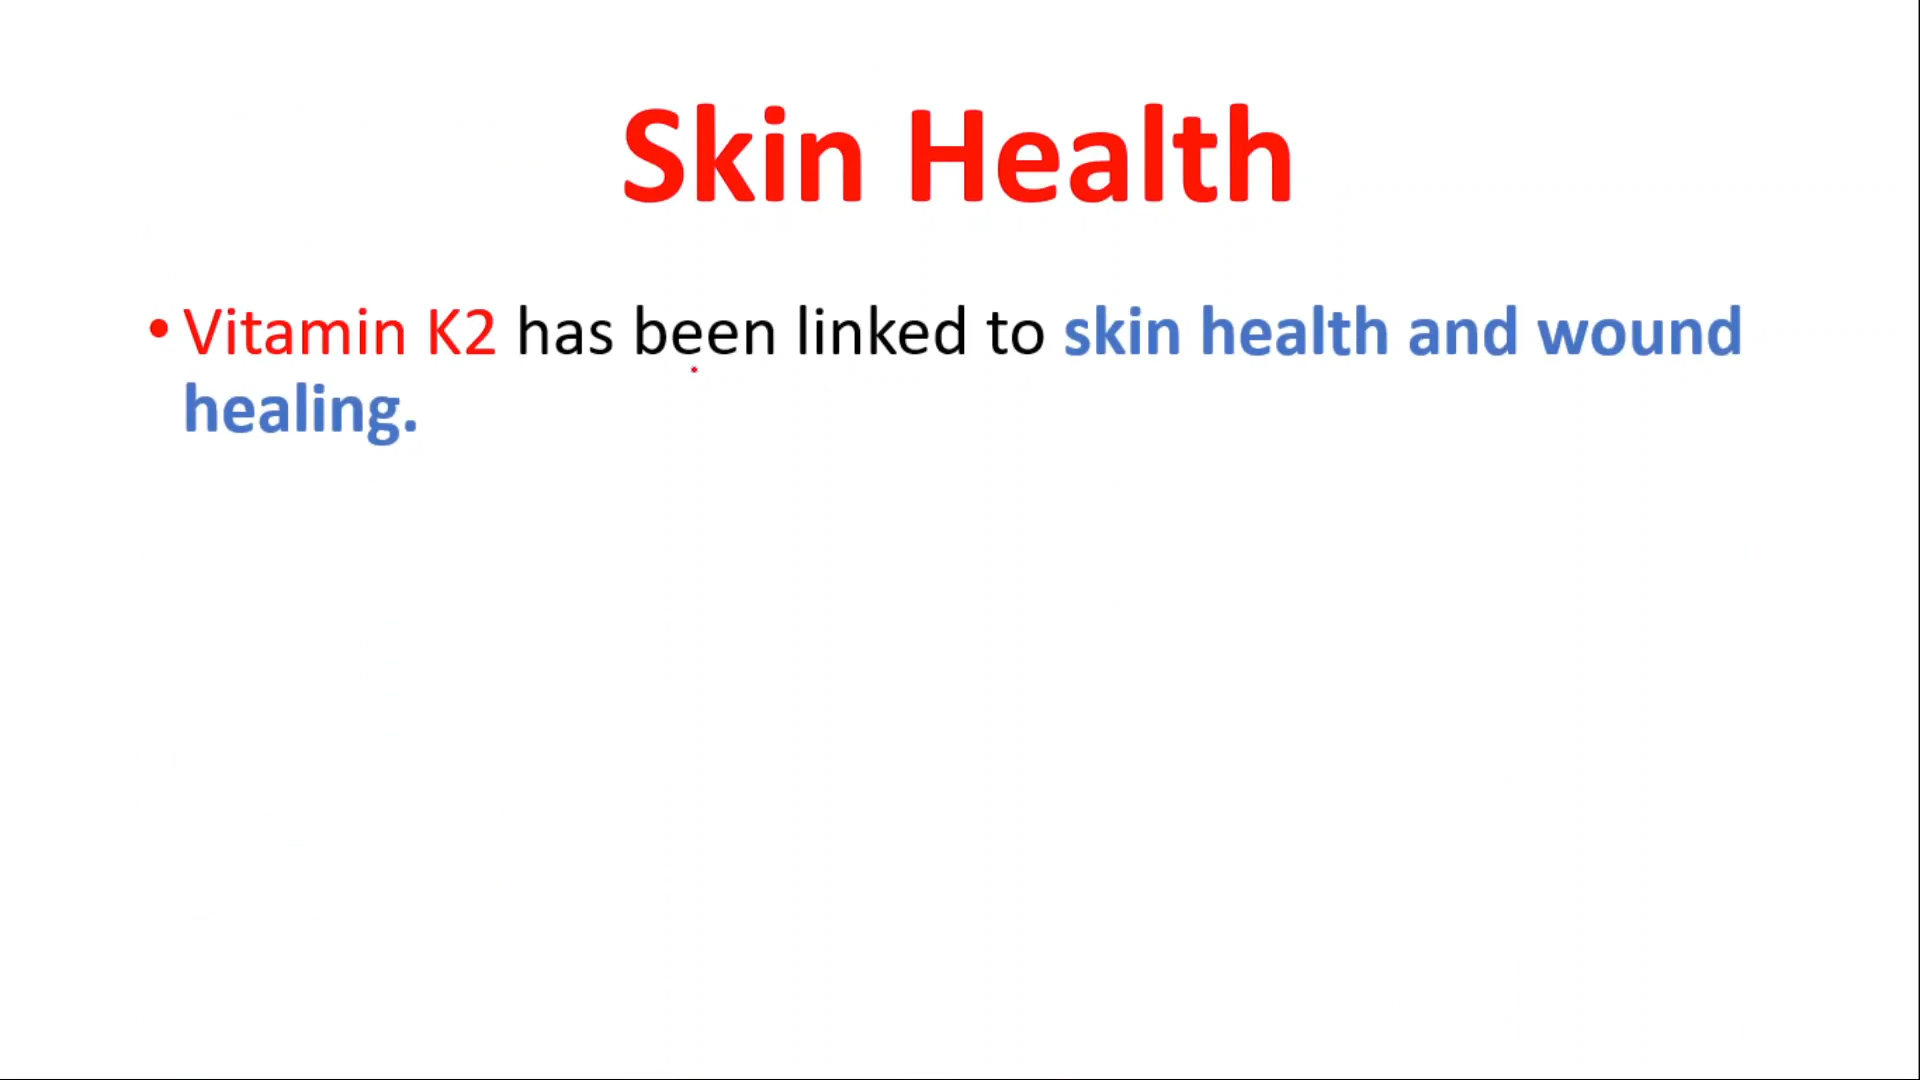 Skin Health
• Vitamin K2 has been linked to skin health and wound
healing.